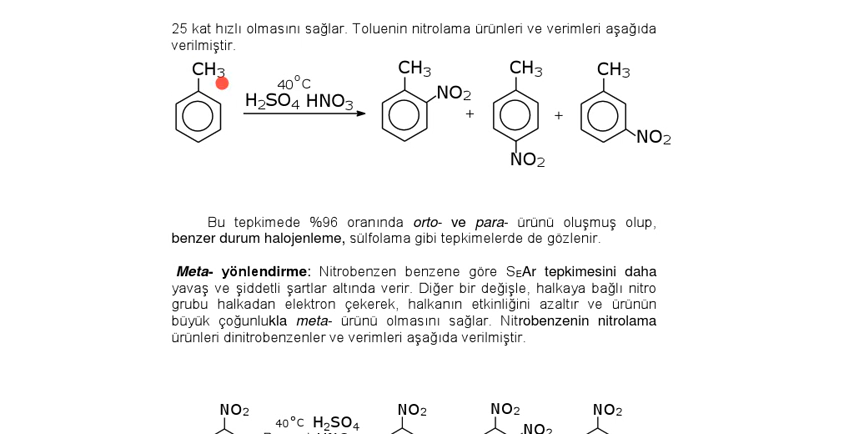 25 kat hızlı olmasını sağlar. Toluenin nitrolama ürünleri ve verimleri aşağıda
verilmiştir.
CH3 CH3 CH3 CH3
40°C
H2SO4 HNO3
NO2
+ +
NO2
NO2
Bu tepkimede %96 oranında orto- ve para- ürünü oluşmuş olup,
benzer durum halojenleme, sülfolama gibi tepkimelerde de gözlenir.
Meta- yönlendirme: Nitrobenzen benzene göre SEAr tepkimesini daha
yavaş ve şiddetli şartlar altında verir. Diğer bir değişle, halkaya bağlı nitro
grubu halkadan elektron çekerek, halkanın etkinliğini azaltır ve ürünün
büyük çoğunlukla meta- ürünü olmasını sağlar. Nitrobenzenin nitrolama
ürünleri dinitrobenzenler ve verimleri aşağıda verilmiştir.
NO2 NO2 NO2 NO2
40°C H2SO4
NO2